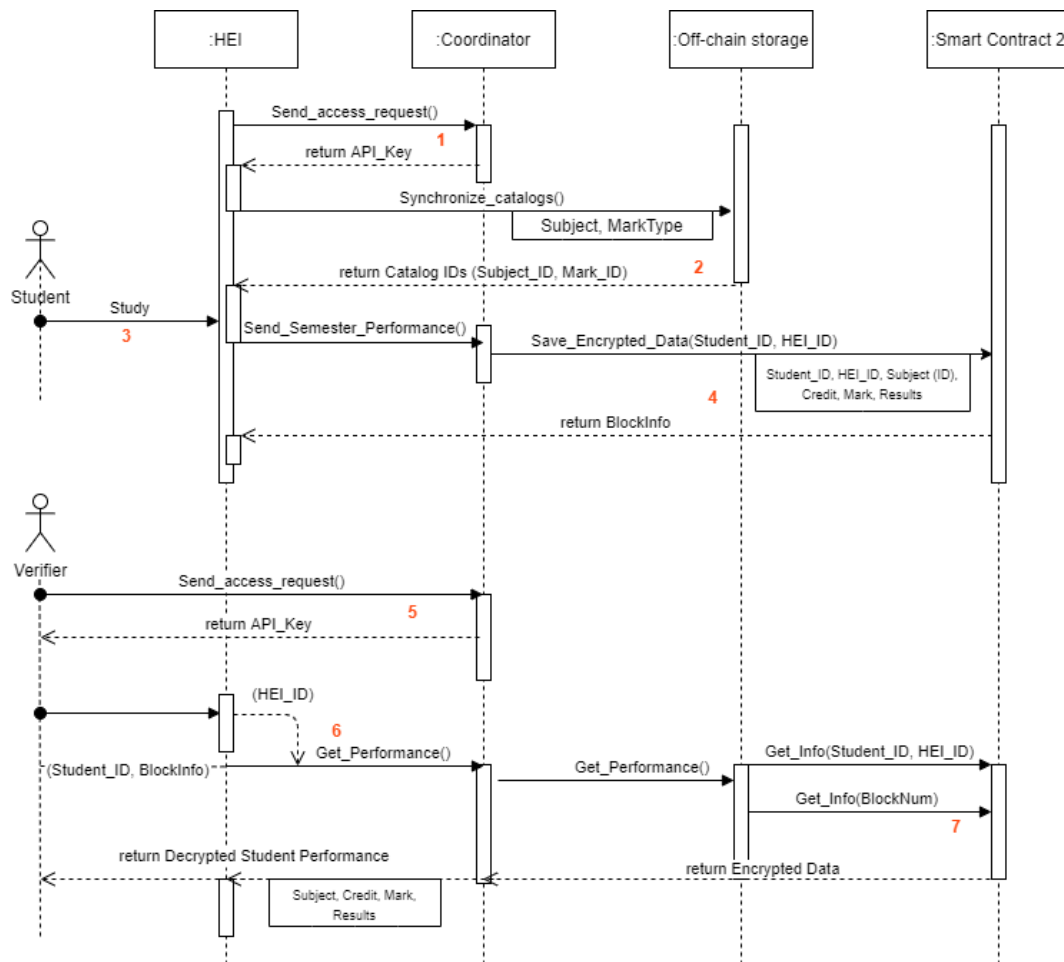 :HEI
:Coordinator
:Off-chain storage
:Smart Contract 2
Send_access_request()
1
return API_Key
Synchronize_catalogs()
Subject, MarkType
2
return Catalog IDs (Subject_ID, Mark_ID)
Student
Study
3
Send_Semester_Performance()
Save_Encrypted_Data(Student_ID, HEI_ID)
Student_ID, HEI_ID, Subject (ID),
Credit, Mark, Results
4
return BlockInfo
Verifier
Send_access_request()
5
return API_Key
(HEI_ID)
6
Get_Performance()
(Student_ID, BlockInfo)
Get_Performance()
Get_Info(Student_ID, HEI_ID)
Get_Info(BlockNum)
7
return Decrypted Student Performance
return Encrypted Data
Subject, Credit, Mark,
Results